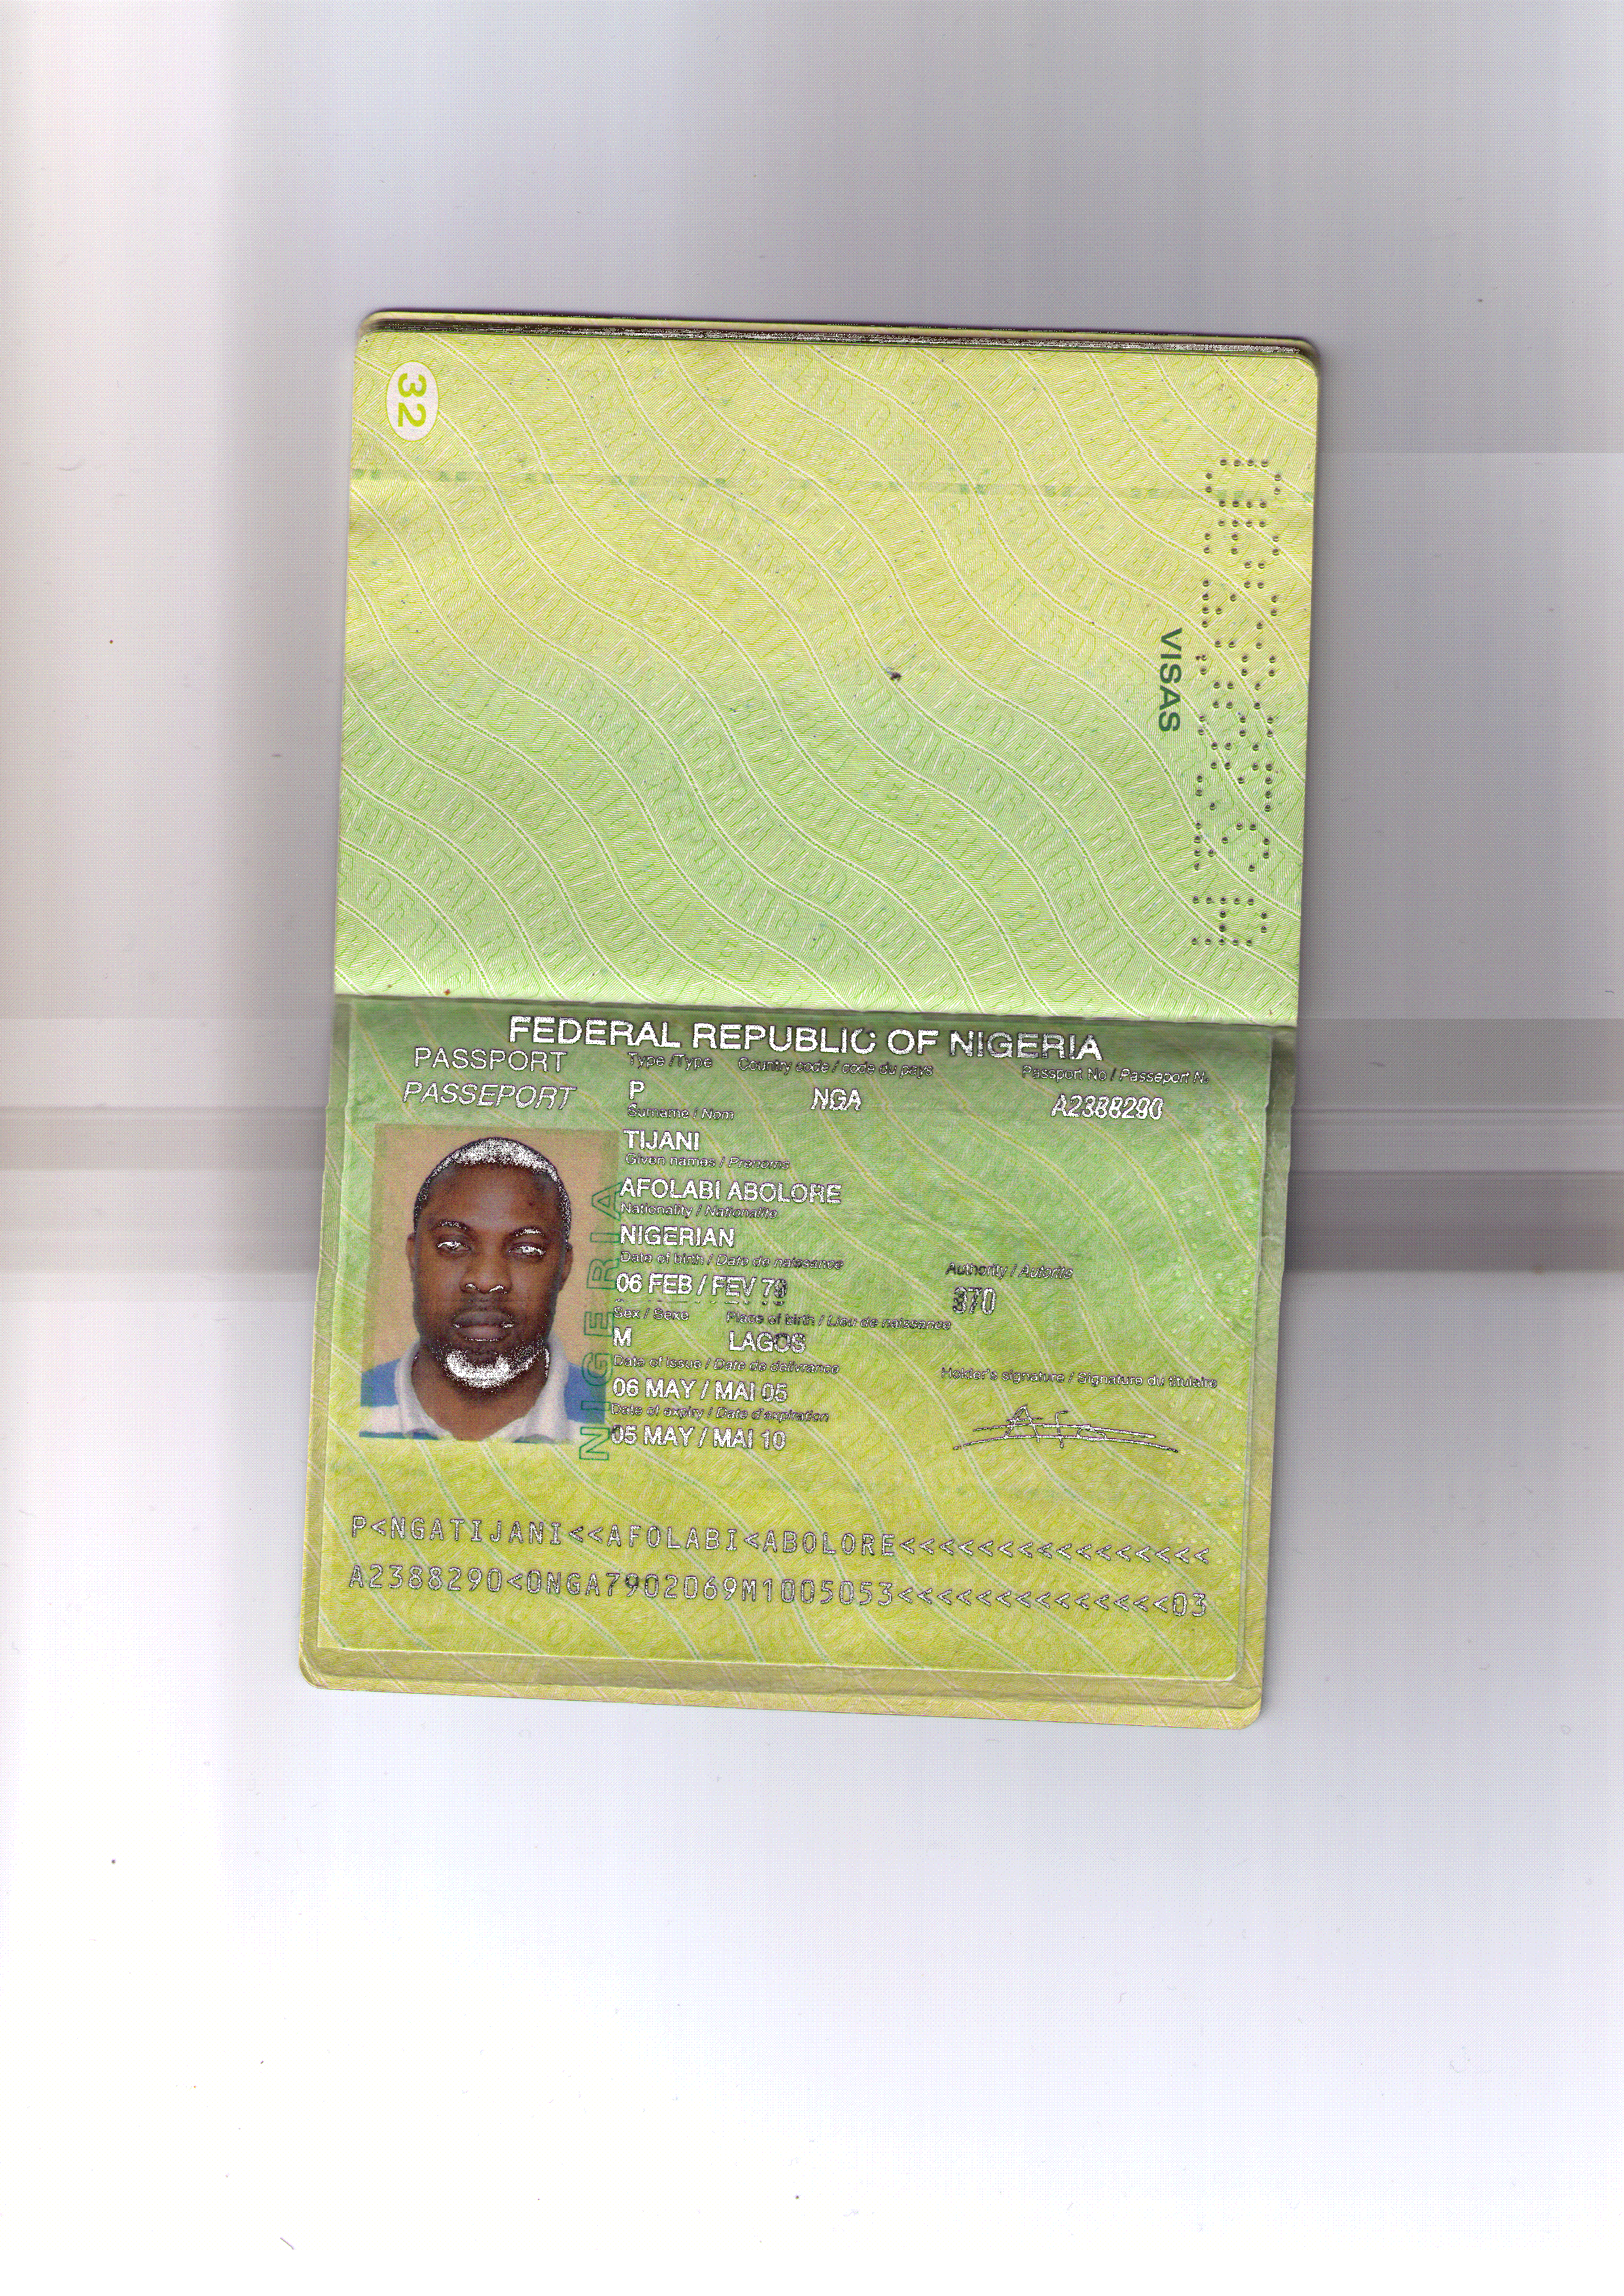 32
VISAS
FEDERAL REPUBLIC OF NIGERIA
PASSPORT Type / Type Country code / code du pays Passport No / Passeport N.
PASSEPORT P NGA A2388290
Surname / Nom
TIJANI
Given names / Prenoms
AFOLABI ABOLORE
Nationality / Nationalite
NIGERIAN
Date of birth / Date de naissance Authority / Autorite
06 FEB / FEV 79 370
Sex / Sexe Place of birth / Lieu de naissance
M LAGOS
Date of issue / Date de delivrance Holder's signature / Signature du titulaire
06 MAY / MAI 05
Date of expiry / Date d'expiration
05 MAY / MAI 10
NIGERIA
P<NGATIJANI<<AFOLABI<ABOLORE<<<<<<<<<<<<<<<<
A2388290<0NGA7902069M1005053<<<<<<<<<<<<<<03